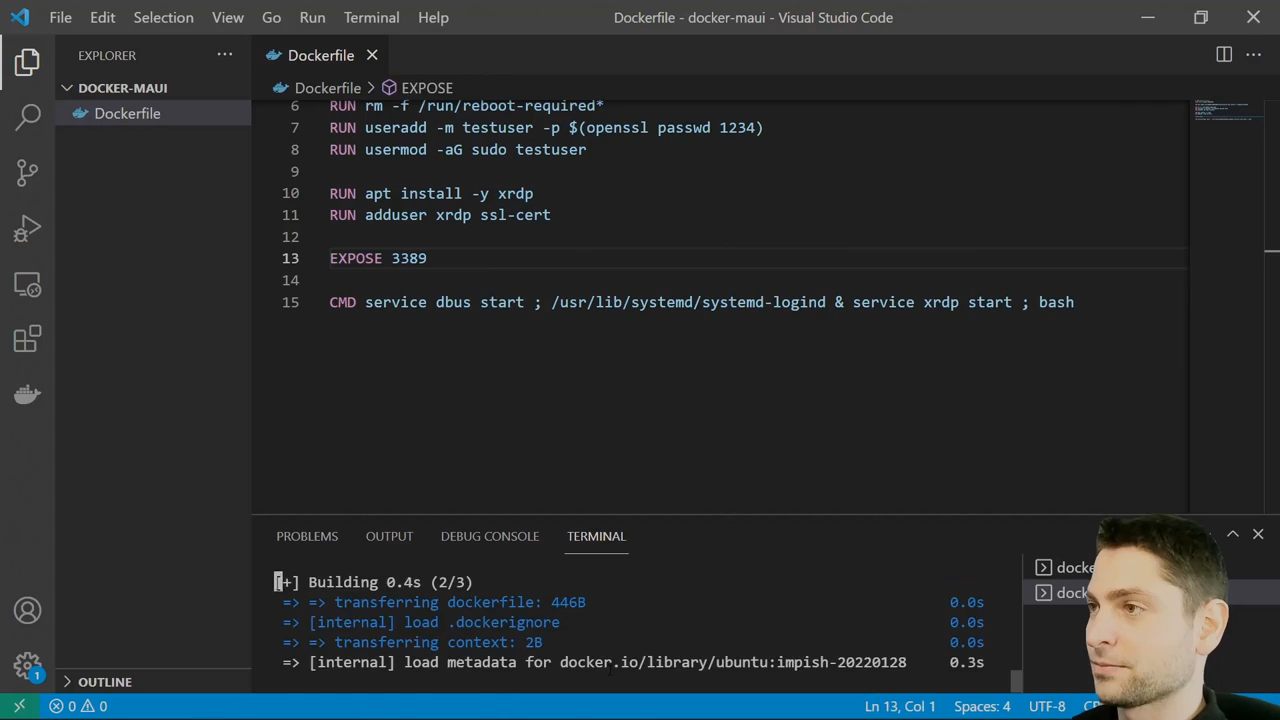 File Edit Selection View Go Run Terminal Help Dockerfile - docker-maui - Visual Studio Code
EXPLORER ···
DOCKER-MAUI
Dockerfile
OUTLINE
Dockerfile
Dockerfile > EXPOSE
6 RUN rm -f /run/reboot-required*
7 RUN useradd -m testuser -p $(openssl passwd 1234)
8 RUN usermod -aG sudo testuser
9
10 RUN apt install -y xrdp
11 RUN adduser xrdp ssl-cert
12
13 EXPOSE 3389
14
15 CMD service dbus start ; /usr/lib/systemd/systemd-logind & service xrdp start ; bash
PROBLEMS OUTPUT DEBUG CONSOLE TERMINAL
[+] Building 0.4s (2/3)
=> => transferring dockerfile: 446B 0.0s
=> [internal] load .dockerignore 0.0s
=> => transferring context: 2B 0.0s
=> [internal] load metadata for docker.io/library/ubuntu:impish-20220128 0.3s
1
0 0 Ln 13, Col 1 Spaces: 4 UTF-8